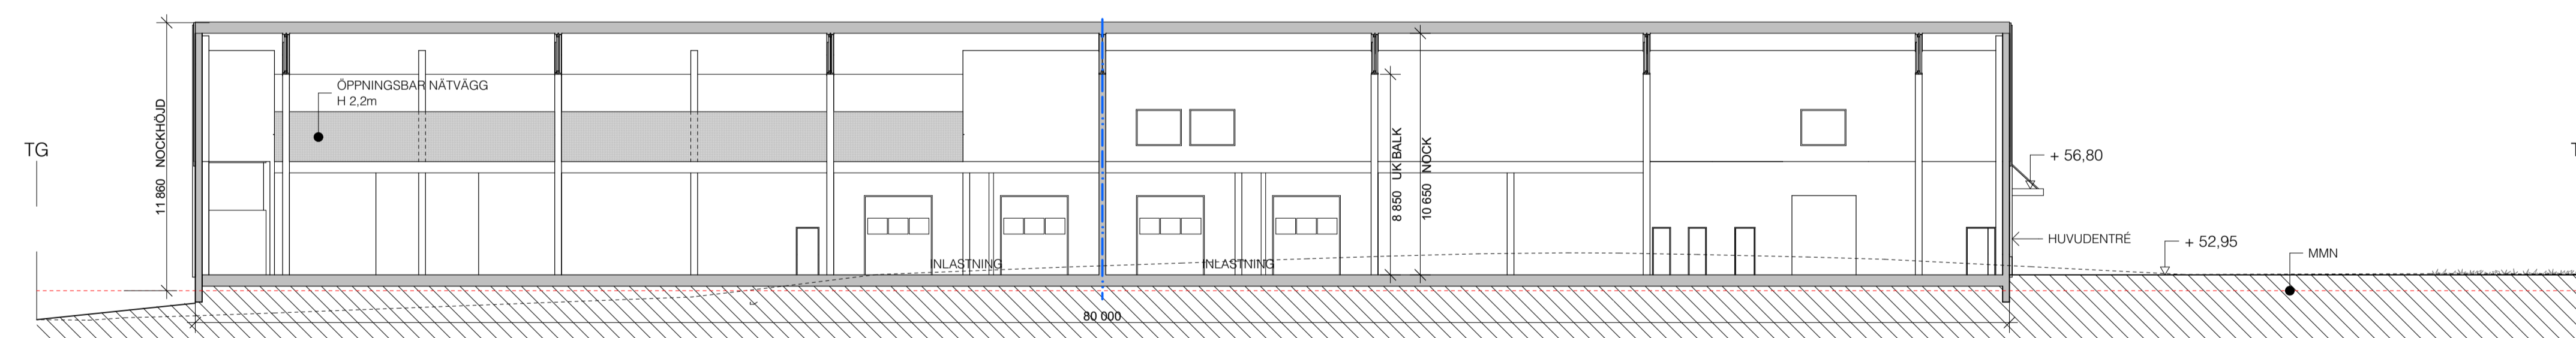 ÖPPNINGSBAR NÄTVÄGG
H 2,2m
11 860 NOCKHÖJD
TG
8 850 UK BALK
10 650 NOCK
+ 56,80
HUVUDENTRÉ
+ 52,95
MMN
INLASTNING
INLASTNING
80 000